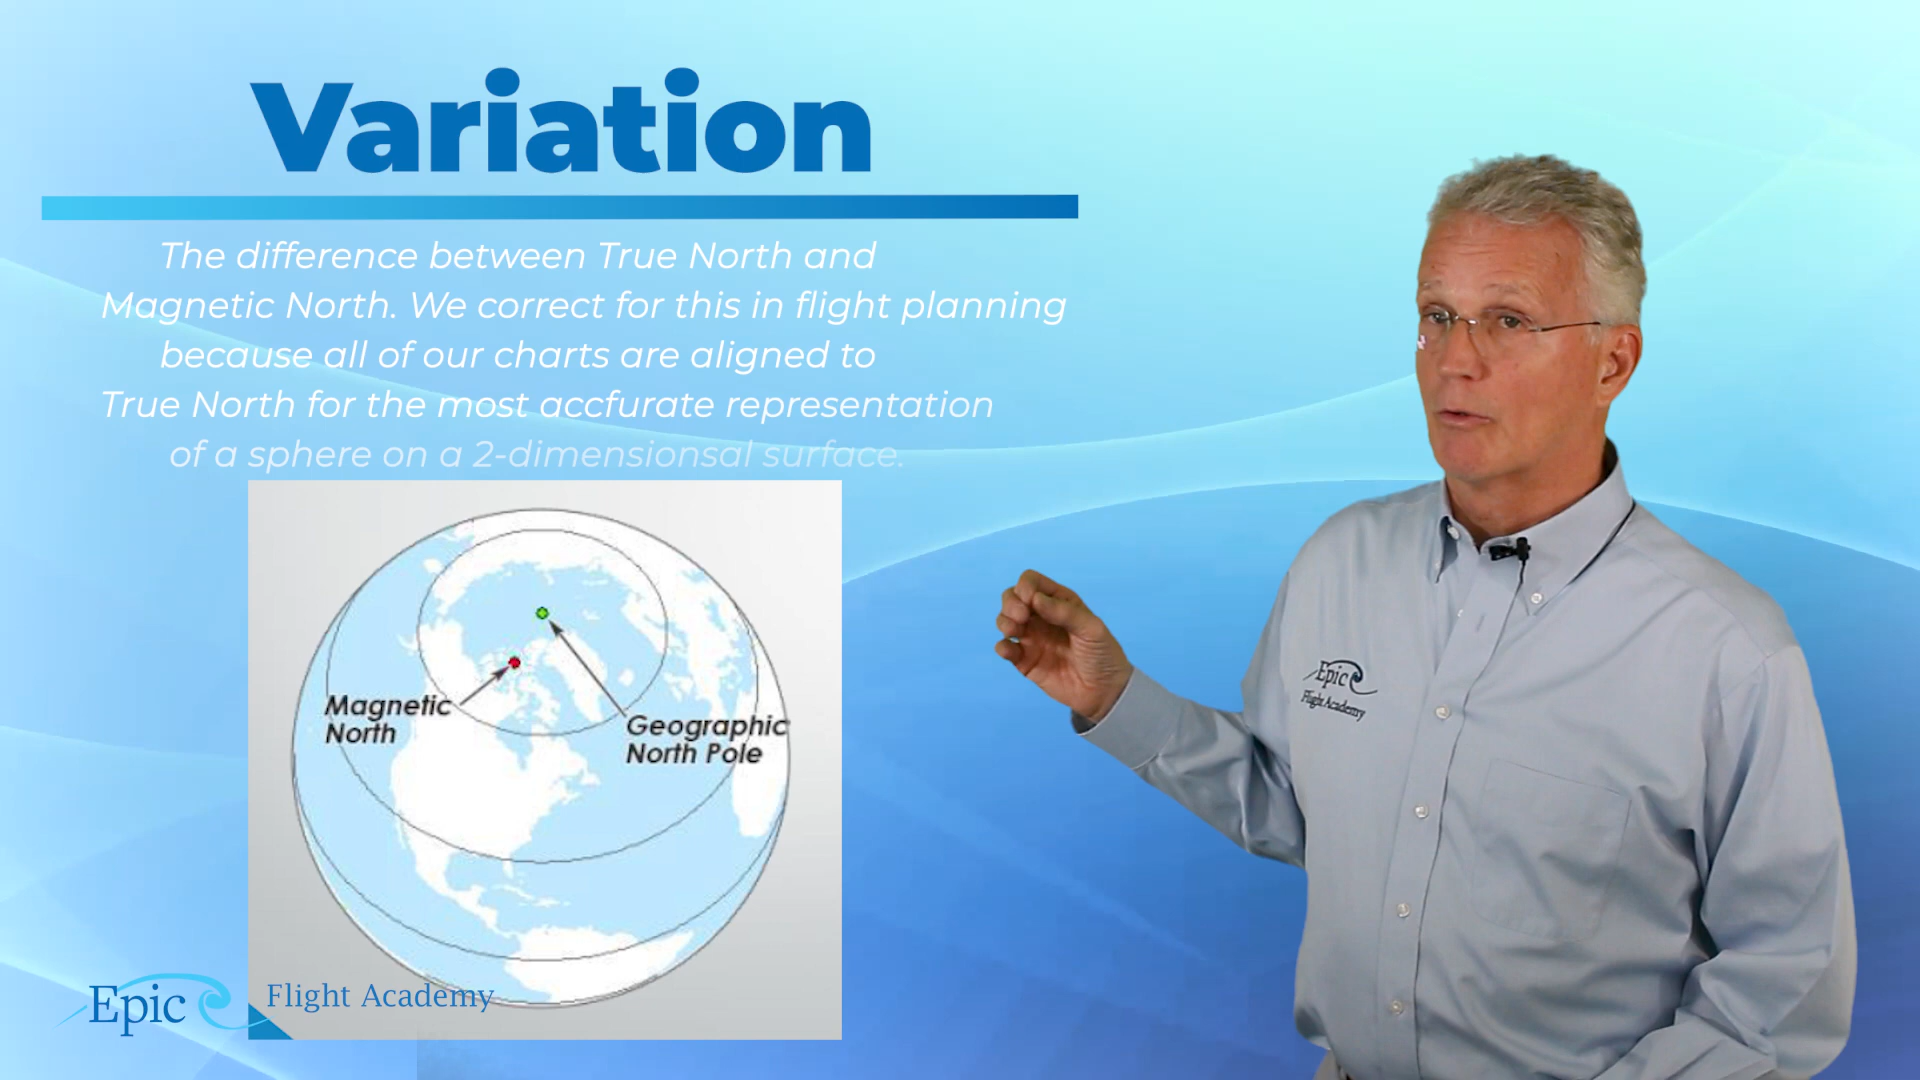 Variation
The difference between True North and
Magnetic North. We correct for this in flight planning
because all of our charts are aligned to
True North for the most accfurate representation
of a sphere on a 2-dimensionsal surface.
Magnetic
North
Geographic
North Pole
Epic Flight Academy
Epic
Flight Academy